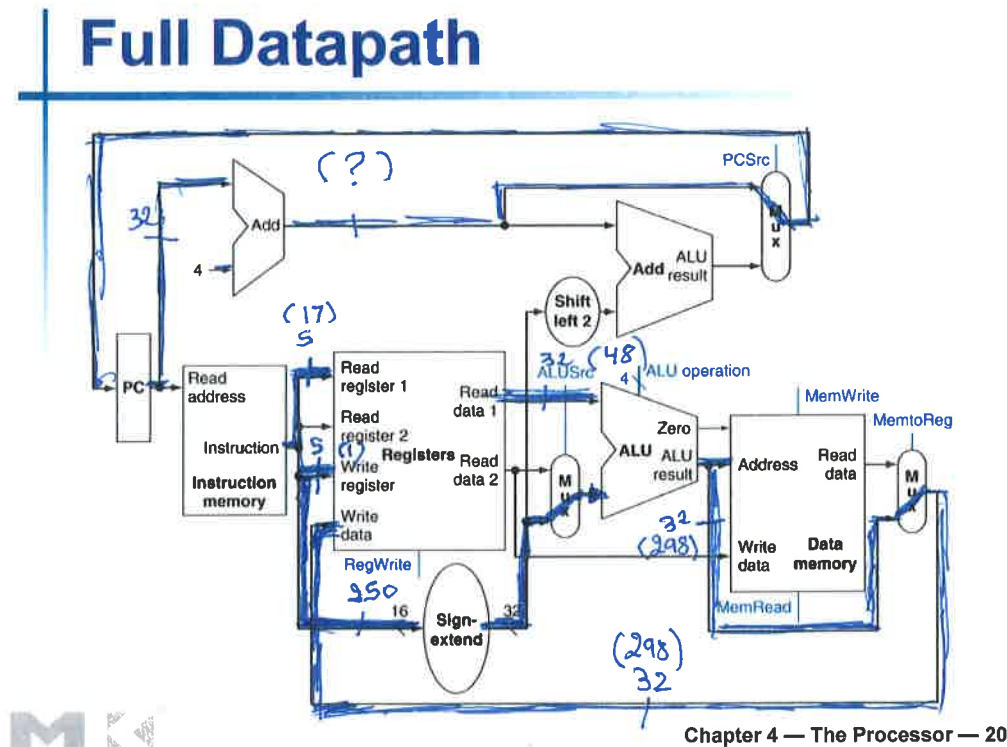 Full Datapath
(?)
PCSrc
M
u
x
32
Add
4
Add
ALU
result
Shift
left 2
(17)
5
32
(48)
ALUSrc
4
ALU operation
PC
Read
address
Instruction
Instruction
memory
Read
register 1
Read
register 2
5
(1)
Write
register
Write
data
Registers
Read
data 1
Read
data 2
RegWrite
M
u
x
Zero
ALU
ALU
result
32
(298)
MemWrite
MemtoReg
Address
Read
data
Write
data
Data
memory
MemRead
M
u
x
250
16
Sign-
extend
32
(298)
32
MK
Chapter 4 — The Processor — 20